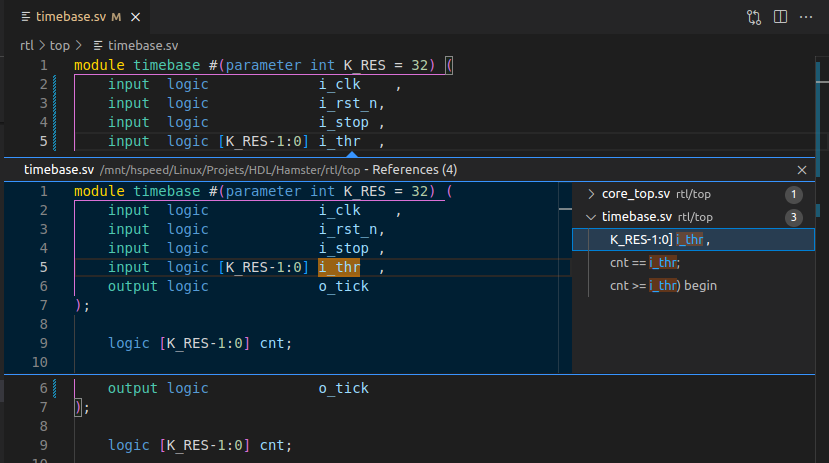 timebase.sv M
rtl > top > timebase.sv
1 module timebase #(parameter int K_RES = 32) (
2 input logic i_clk ,
3 input logic i_rst_n,
4 input logic i_stop ,
5 input logic [K_RES-1:0] i_thr ,
timebase.sv /mnt/hspeed/Linux/Projets/HDL/Hamster/rtl/top - References (4)
1 module timebase #(parameter int K_RES = 32) (
2 input logic i_clk ,
3 input logic i_rst_n,
4 input logic i_stop ,
5 input logic [K_RES-1:0] i_thr ,
6 output logic o_tick
7 );
8
9 logic [K_RES-1:0] cnt;
10
core_top.sv rtl/top 1
timebase.sv rtl/top 3
K_RES-1:0] i_thr ,
cnt == i_thr;
cnt >= i_thr) begin
6 output logic o_tick
7 );
8
9 logic [K_RES-1:0] cnt;
10